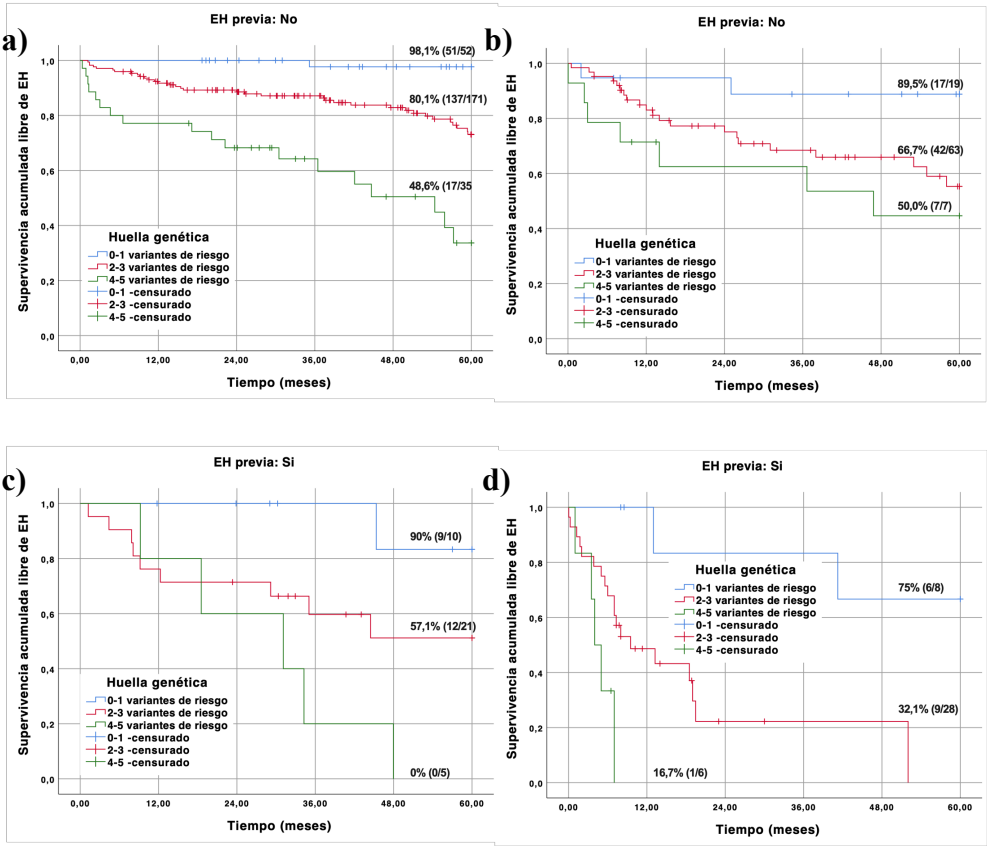 a)
EH previa: No
Supervivencia acumulada libre de EH
1,0
0,8
0,6
0,4
0,2
0,0
98,1% (51/52)
80,1% (137/171)
48,6% (17/35
Huella genética
0-1 variantes de riesgo
2-3 variantes de riesgo
4-5 variantes de riesgo
0-1 -censurado
2-3 -censurado
4-5 -censurado
0,00 12,00 24,00 36,00 48,00 60,00
Tiempo (meses)
b)
EH previa: No
Supervivencia acumulada libre de EH
1,0
0,8
0,6
0,4
0,2
0,0
89,5% (17/19)
66,7% (42/63)
50,0% (7/7)
Huella genética
0-1 variantes de riesgo
2-3 variantes de riesgo
4-5 variantes de riesgo
0-1 -censurado
2-3 -censurado
4-5 -censurado
0,00 12,00 24,00 36,00 48,00 60,00
Tiempo (meses)
c)
EH previa: Si
Supervivencia acumulada libre de EH
1,0
0,8
0,6
0,4
0,2
0,0
90% (9/10)
57,1% (12/21)
Huella genética
0-1 variantes de riesgo
2-3 variantes de riesgo
4-5 variantes de riesgo
0-1 -censurado
2-3 -censurado
4-5 -censurado
0% (0/5)
0,00 12,00 24,00 36,00 48,00 60,00
Tiempo (meses)
d)
EH previa: Si
Supervivencia acumulada libre de EH
1,0
0,8
0,6
0,4
0,2
0,0
Huella genética
0-1 variantes de riesgo
2-3 variantes de riesgo
4-5 variantes de riesgo
0-1 -censurado
2-3 -censurado
4-5 -censurado
75% (6/8)
32,1% (9/28)
16,7% (1/6)
0,00 12,00 24,00 36,00 48,00 60,00
Tiempo (meses)